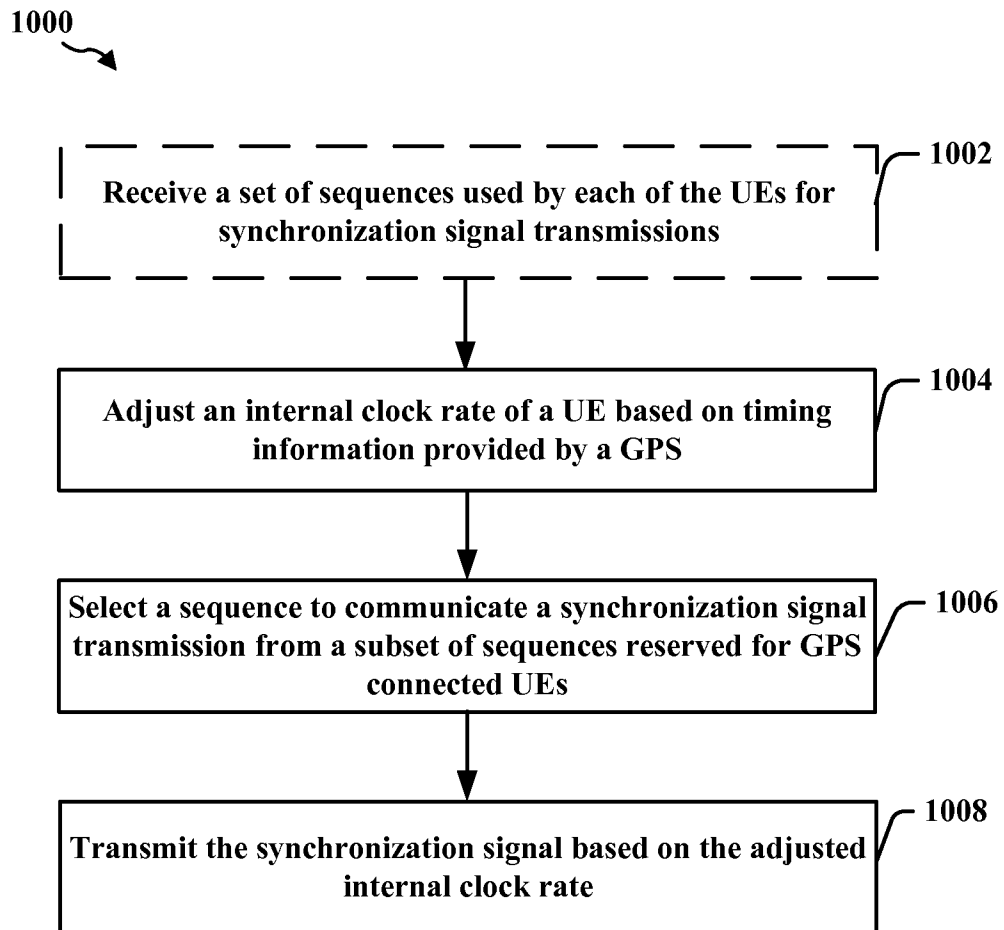 1000
1002
Receive a set of sequences used by each of the UEs for
synchronization signal transmissions
1004
Adjust an internal clock rate of a UE based on timing
information provided by a GPS
1006
Select a sequence to communicate a synchronization signal
transmission from a subset of sequences reserved for GPS
connected UEs
1008
Transmit the synchronization signal based on the adjusted
internal clock rate